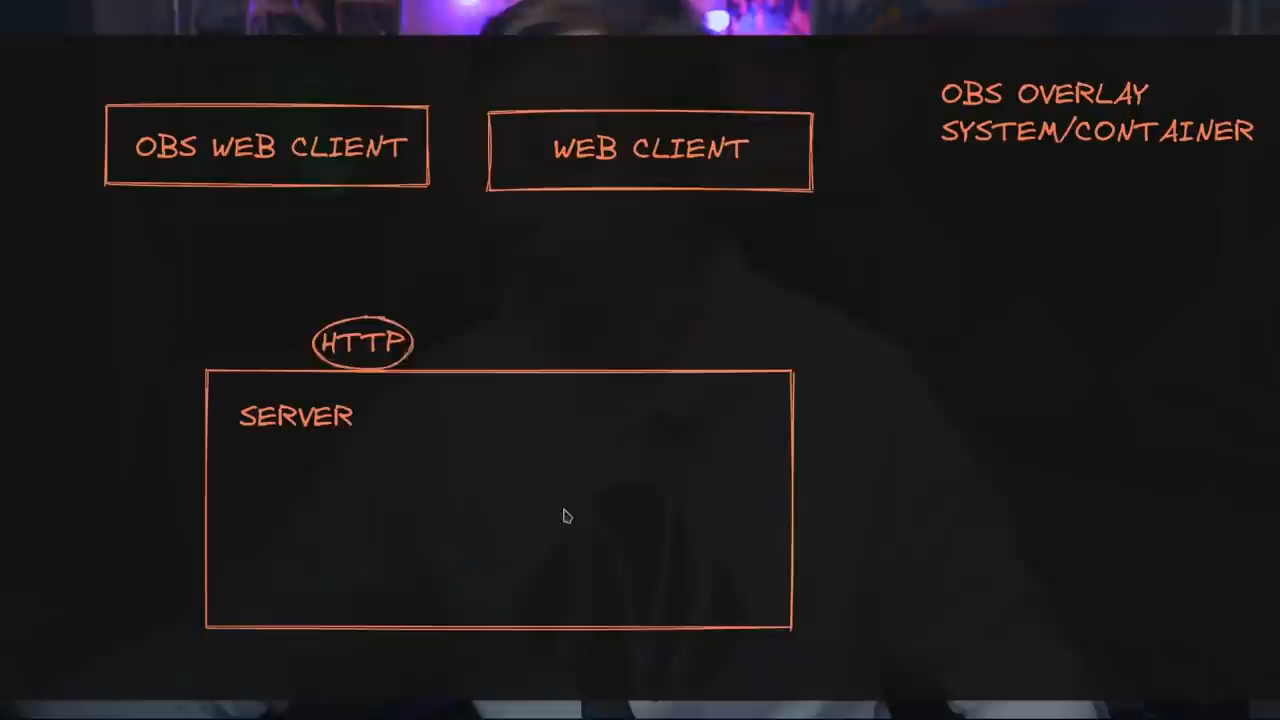 OBS WEB CLIENT
WEB CLIENT
OBS OVERLAY
SYSTEM/CONTAINER
HTTP
SERVER